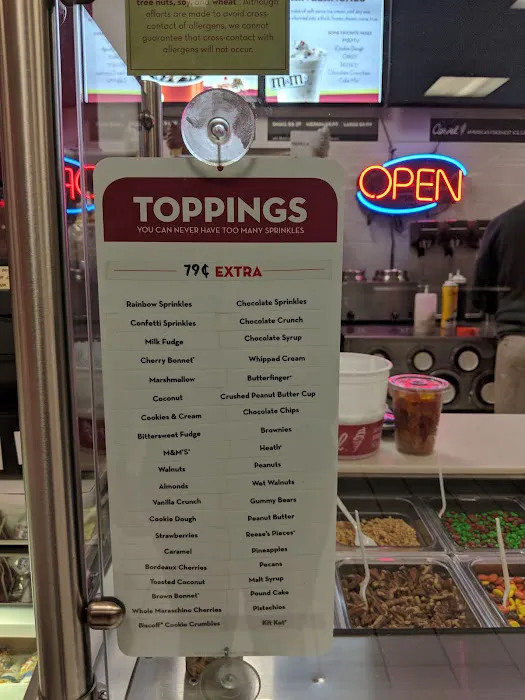 tree nuts, soy, and wheat. Although
efforts are made to avoid cross-
contact of allergens, we cannot
guarantee that cross-contact with
allergens will not occur.
m&m's
Carvel
AMERICA'S FRESHEST ICE
OPEN
TOPPINGS
YOU CAN NEVER HAVE TOO MANY SPRINKLES
79¢ EXTRA
Rainbow Sprinkles
Confetti Sprinkles
Milk Fudge
Cherry Bonnet*
Marshmallow
Coconut
Cookies & Cream
Bittersweet Fudge
M&M'S®
Walnuts
Almonds
Vanilla Crunch
Cookie Dough
Strawberries
Caramel
Bordeaux Cherries
Toasted Coconut
Brown Bonnet*
Whole Maraschino Cherries
Biscoff® Cookie Crumbles
Chocolate Sprinkles
Chocolate Crunch
Chocolate Syrup
Whipped Cream
Butterfinger®
Crushed Peanut Butter Cup
Chocolate Chips
Brownies
Heath®
Peanuts
Wet Walnuts
Gummy Bears
Peanut Butter
Reese's Pieces®
Pineapples
Pecans
Malt Syrup
Pound Cake
Pistachios
Kit Kat®